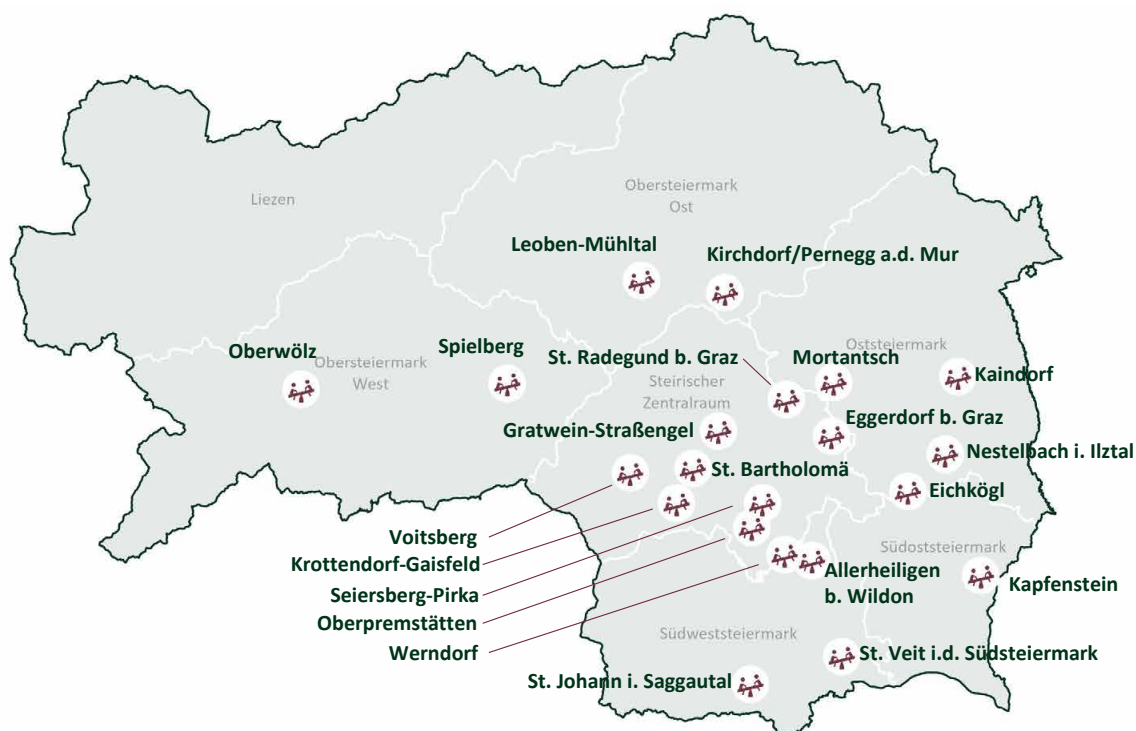 Liezen
Obersteiermark
Ost
Leoben-Mühltal
Kirchdorf/Pernegg a.d. Mur
Oberwölz
Obersteiermark
West
Spielberg
St. Radegund b. Graz
Steirischer
Zentralraum
Mortantsch
Oststeiermark
Kaindorf
Gratwein-Straßengel
Eggerdorf b. Graz
St. Bartholomä
Nestelbach i. Ilztal
Eichkögl
Voitsberg
Krottendorf-Gaisfeld
Seiersberg-Pirka
Oberpremstätten
Werndorf
Allerheiligen
b. Wildon
Südoststeiermark
Kapfenstein
Südweststeiermark
St. Veit i.d. Südsteiermark
St. Johann i. Saggautal